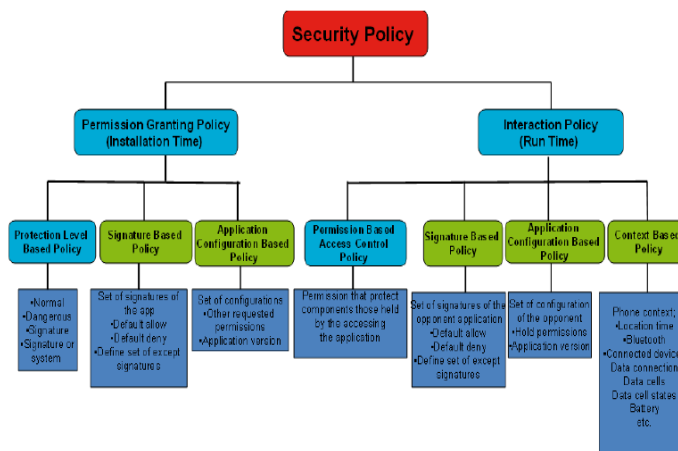 Security Policy
Permission Granting Policy
(Installation Time)
Interaction Policy
(Run Time)
Protection Level
Based Policy
Signature Based
Policy
Application
Configuration Based
Policy
Permission Based
Access Control
Policy
Signature Based
Policy
Application
Configuration Based
Policy
Context Based
Policy
•Normal
•Dangerous
•Signature
•Signature or
system
Set of signatures of
the app
•Default allow
•Default deny
•Define set of except
signatures
Set of configurations
•Other requested
permissions
•Application version
Permission that protect
components those held
by the accessing
the application
Set of signatures of the
opponent application
•Default allow
•Default deny
•Define set of except
signatures
Set of configuration of
the opponent
•Hold permissions
•Application version
Phone context;
•Location time
•Bluetooth
•Connected device
Data connection
Data cells
Data cell states
Battery
etc.